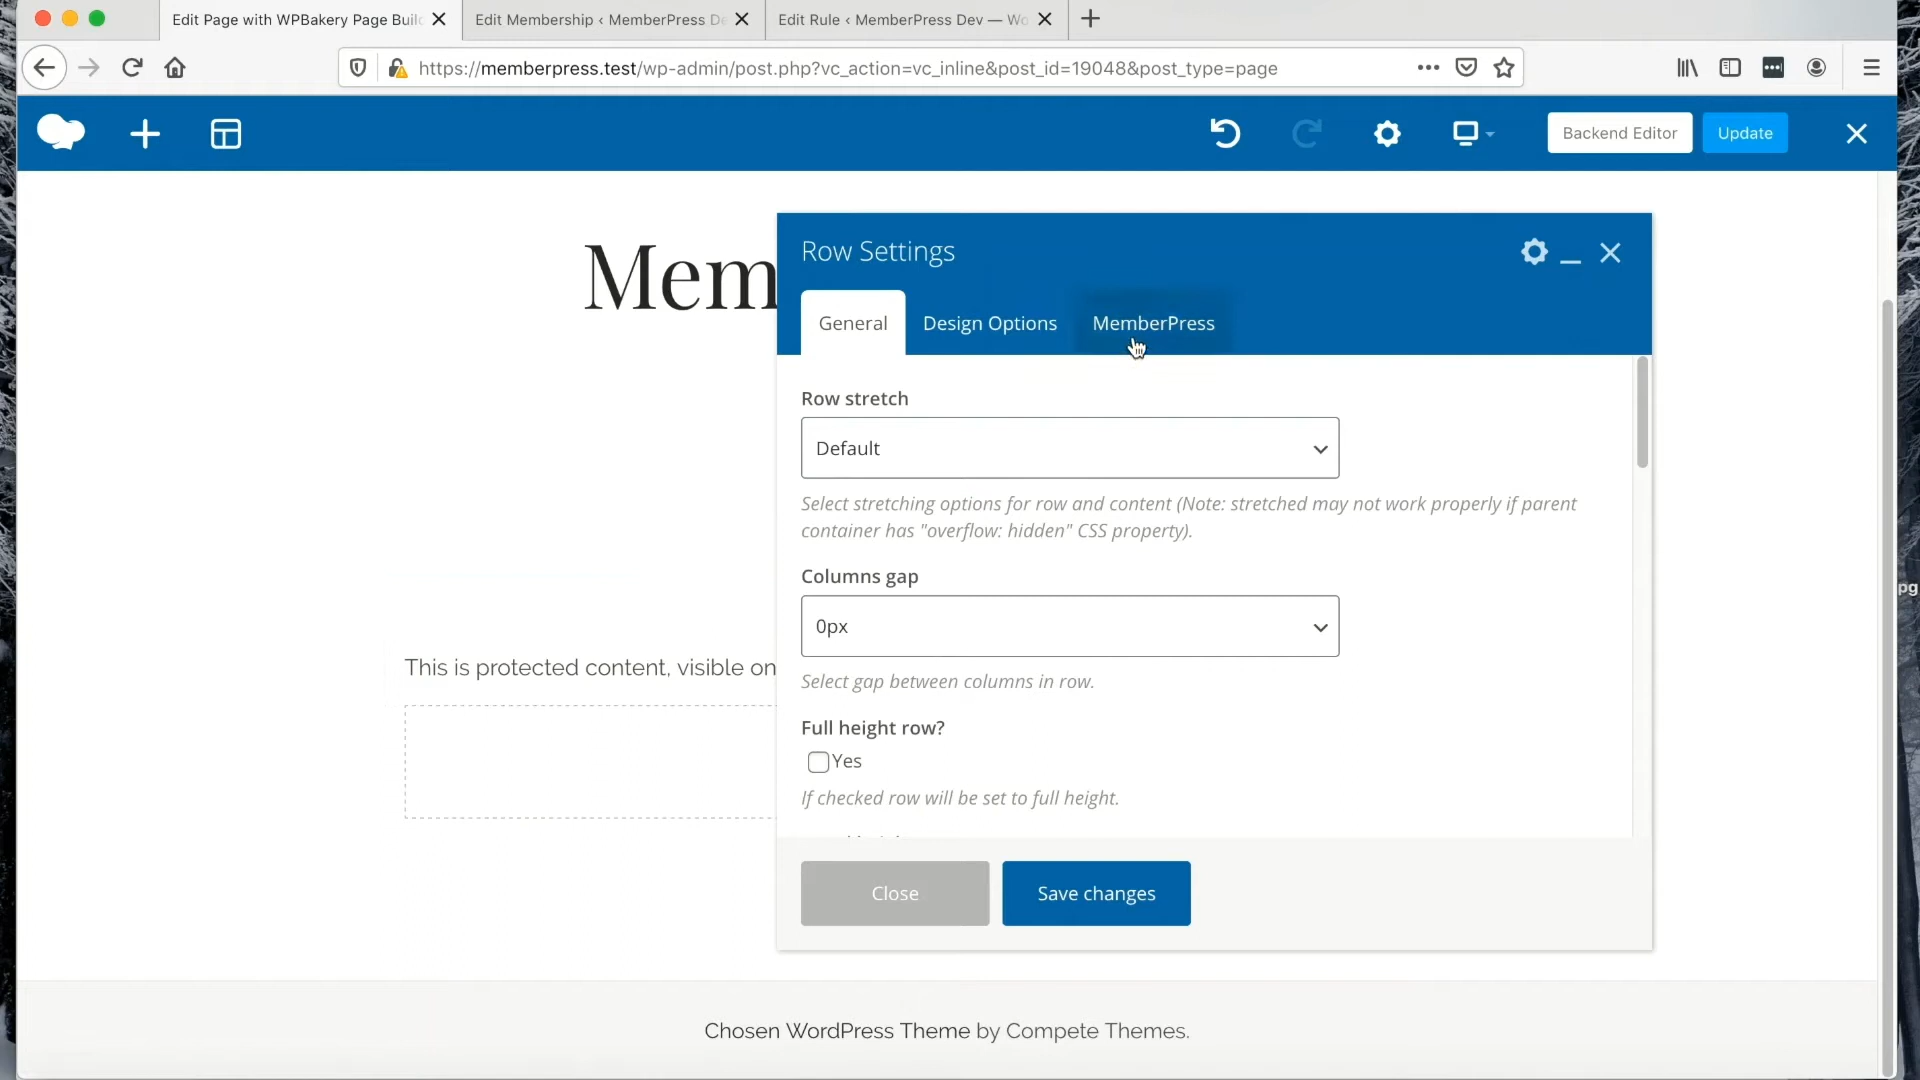 Edit Page with WPBakery Page Buil
Edit Membership ‹ MemberPress De
Edit Rule ‹ MemberPress Dev — Wo
https://memberpress.test/wp-admin/post.php?vc_action=vc_inline&post_id=19048&post_type=page
Backend Editor
Update
Mem
Row Settings
General
Design Options
MemberPress
Row stretch
Default
Select stretching options for row and content (Note: stretched may not work properly if parent
container has "overflow: hidden" CSS property).
Columns gap
0px
Select gap between columns in row.
This is protected content, visible on
Full height row?
Yes
If checked row will be set to full height.
Close
Save changes
Chosen WordPress Theme by Compete Themes.
pg